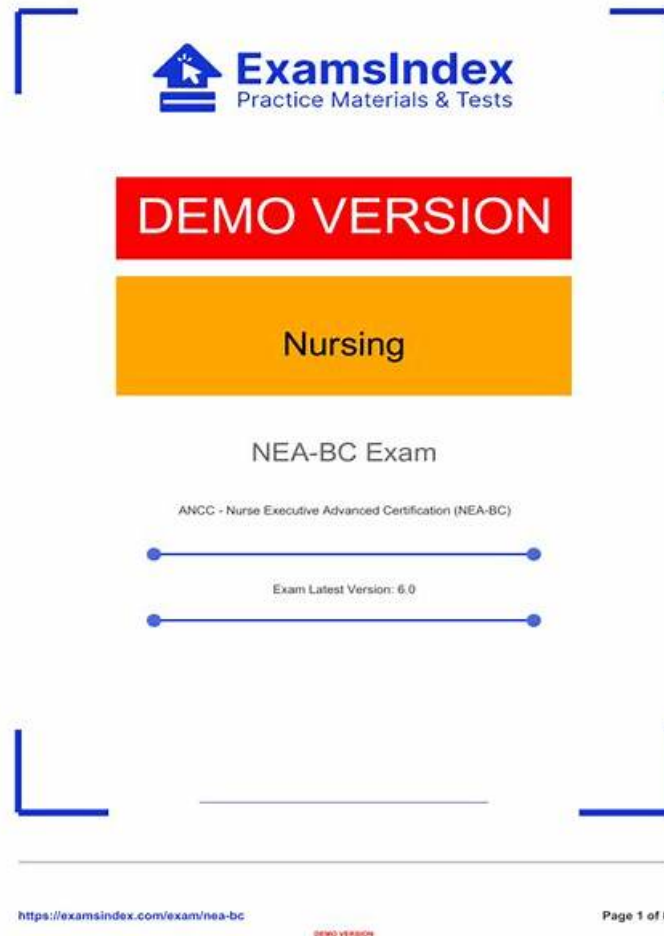 ExamsIndex
Practice Materials & Tests
DEMO VERSION
Nursing
NEA-BC Exam
ANCC - Nurse Executive Advanced Certification (NEA-BC)
Exam Latest Version: 6.0
https://examsindex.com/exam/nea-bc
Page 1 of
DEMO VERSION